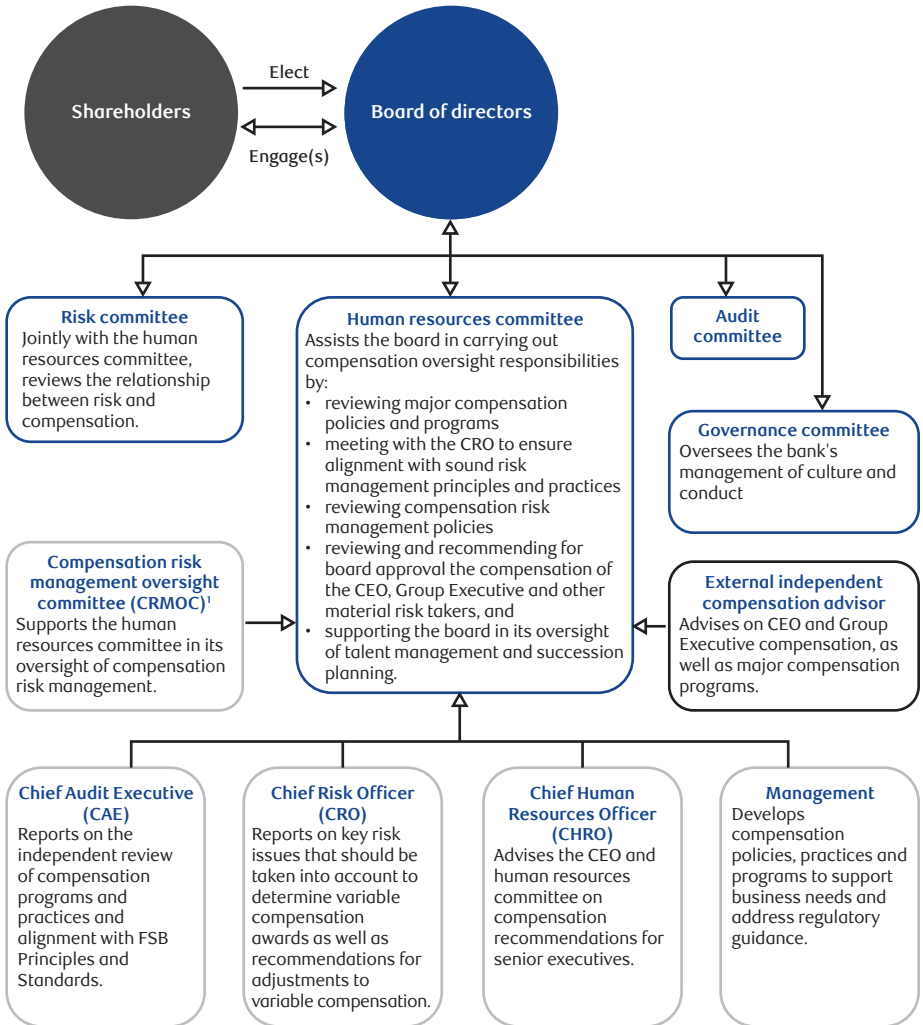 Shareholders
Elect
Engage(s)
Board of directors
Risk committee
Jointly with the human
resources committee,
reviews the relationship
between risk and
compensation.
Human resources committee
Assists the board in carrying out
compensation oversight responsibilities
by:
• reviewing major compensation
policies and programs
• meeting with the CRO to ensure
alignment with sound risk
management principles and practices
• reviewing compensation risk
management policies
• reviewing and recommending for
board approval the compensation of
the CEO, Group Executive and other
material risk takers, and
• supporting the board in its oversight
of talent management and succession
planning.
Audit
committee
Governance committee
Oversees the bank's
management of culture and
conduct
Compensation risk
management oversight
committee (CRMOC)¹
Supports the human
resources committee in its
oversight of compensation
risk management.
External independent
compensation advisor
Advises on CEO and Group
Executive compensation, as
well as major compensation
programs.
Chief Audit Executive
(CAE)
Reports on the
independent review
of compensation
programs and
practices and
alignment with FSB
Principles and
Standards.
Chief Risk Officer
(CRO)
Reports on key risk
issues that should be
taken into account to
determine variable
compensation
awards as well as
recommendations for
adjustments to
variable compensation.
Chief Human
Resources Officer
(CHRO)
Advises the CEO and
human resources
committee on
compensation
recommendations for
senior executives.
Management
Develops
compensation
policies, practices and
programs to support
business needs and
address regulatory
guidance.